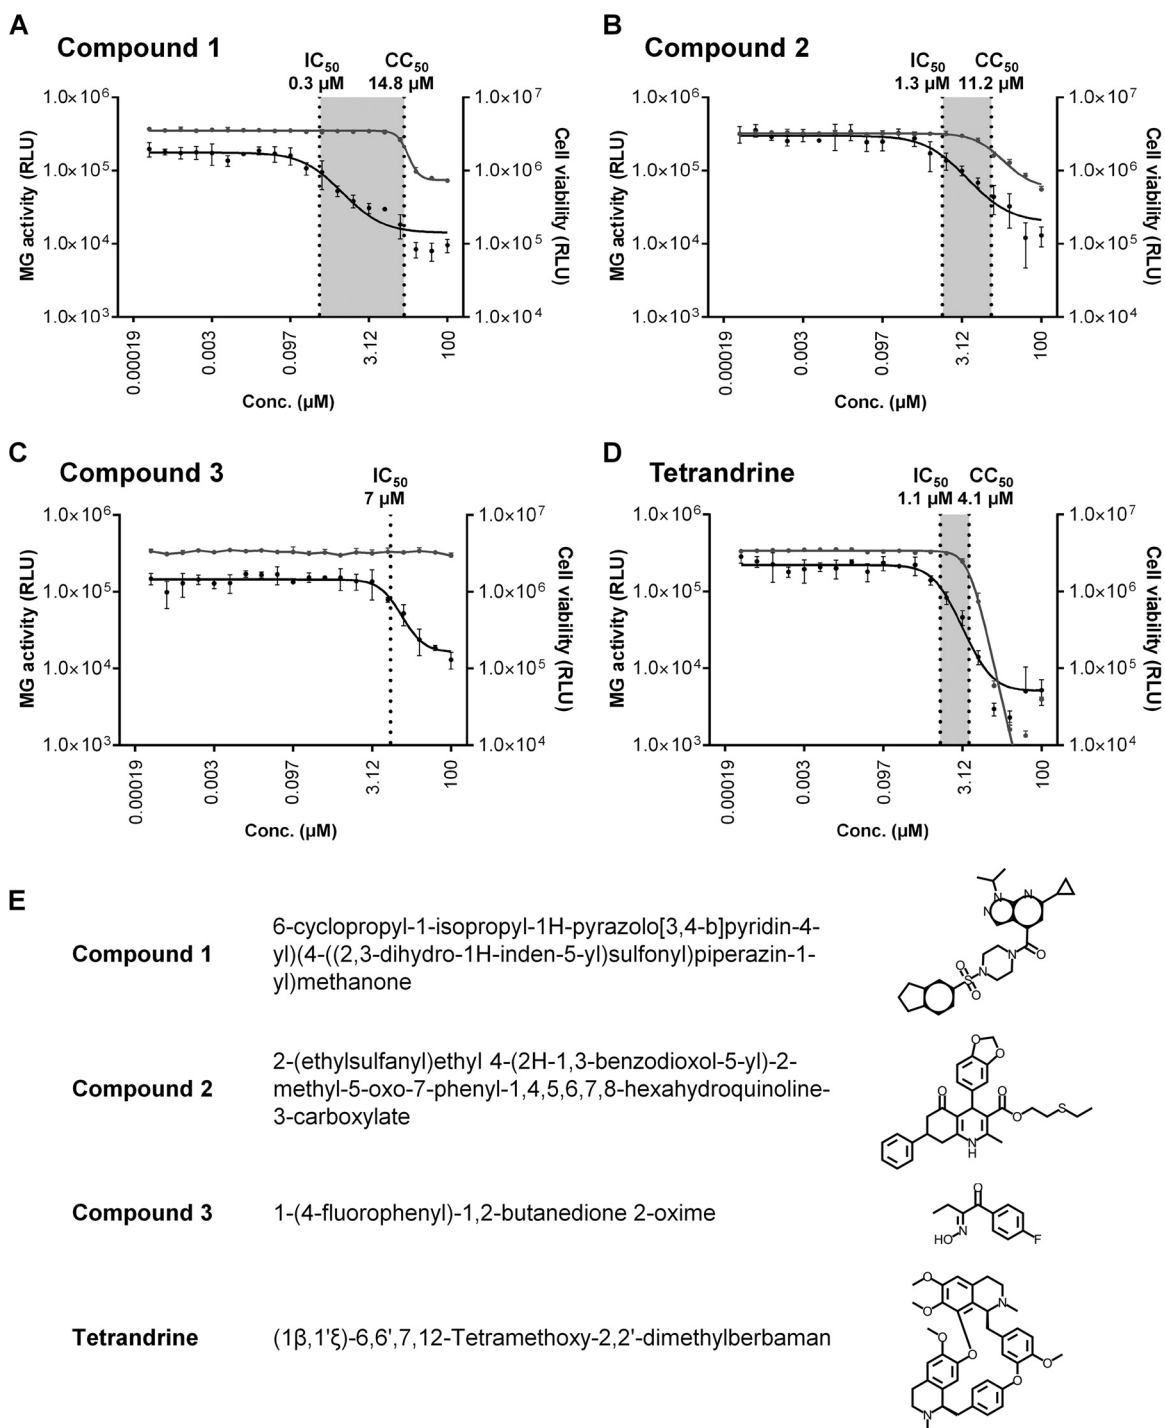 A
Compound 1
IC50 CC50
0.3 µM 14.8 µM
1.0×10⁶
1.0×10⁵
1.0×10⁴
1.0×10³
MG activity (RLU)
1.0×10⁷
1.0×10⁶
1.0×10⁵
1.0×10⁴
Cell viability (RLU)
0.00019
0.003
0.097
3.12
100
Conc. (µM)
B
Compound 2
IC50 CC50
1.3 µM 11.2 µM
1.0×10⁶
1.0×10⁵
1.0×10⁴
1.0×10³
MG activity (RLU)
1.0×10⁷
1.0×10⁶
1.0×10⁵
1.0×10⁴
Cell viability (RLU)
0.00019
0.003
0.097
3.12
100
Conc. (µM)
C
Compound 3
IC50
7 µM
1.0×10⁶
1.0×10⁵
1.0×10⁴
1.0×10³
MG activity (RLU)
1.0×10⁷
1.0×10⁶
1.0×10⁵
1.0×10⁴
Cell viability (RLU)
0.00019
0.003
0.097
3.12
100
Conc. (µM)
D
Tetrandrine
IC50 CC50
1.1 µM 4.1 µM
1.0×10⁶
1.0×10⁵
1.0×10⁴
1.0×10³
MG activity (RLU)
1.0×10⁷
1.0×10⁶
1.0×10⁵
1.0×10⁴
Cell viability (RLU)
0.00019
0.003
0.097
3.12
100
Conc. (µM)
E
Compound 1
6-cyclopropyl-1-isopropyl-1H-pyrazolo[3,4-b]pyridin-4-
yl)(4-((2,3-dihydro-1H-inden-5-yl)sulfonyl)piperazin-1-
yl)methanone
N
N
N
N
O
N
O
S
O
Compound 2
2-(ethylsulfanyl)ethyl 4-(2H-1,3-benzodioxol-5-yl)-2-
methyl-5-oxo-7-phenyl-1,4,5,6,7,8-hexahydroquinoline-
3-carboxylate
O
O
O
O
O
S
N
H
Compound 3
1-(4-fluorophenyl)-1,2-butanedione 2-oxime
O
N
HO
F
Tetrandrine
(1β,1'ξ)-6,6',7,12-Tetramethoxy-2,2'-dimethylberbaman
O
O
N
O
O
O
O
N